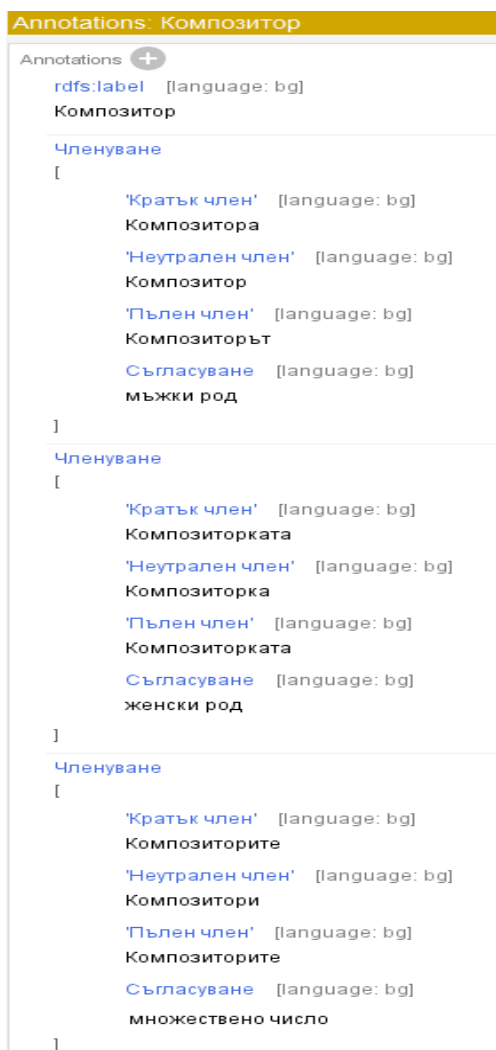 Annotations: Композитор
Annotations
rdfs:label [language: bg]
Композитор
Членуване
[
'Кратък член' [language: bg]
Композитора
'Неутрален член' [language: bg]
Композитор
'Пълен член' [language: bg]
Композиторът
Съгласуване [language: bg]
мъжки род
]
Членуване
[
'Кратък член' [language: bg]
Композиторката
'Неутрален член' [language: bg]
Композиторка
'Пълен член' [language: bg]
Композиторката
Съгласуване [language: bg]
женски род
]
Членуване
[
'Кратък член' [language: bg]
Композиторите
'Неутрален член' [language: bg]
Композитори
'Пълен член' [language: bg]
Композиторите
Съгласуване [language: bg]
множествено число
]